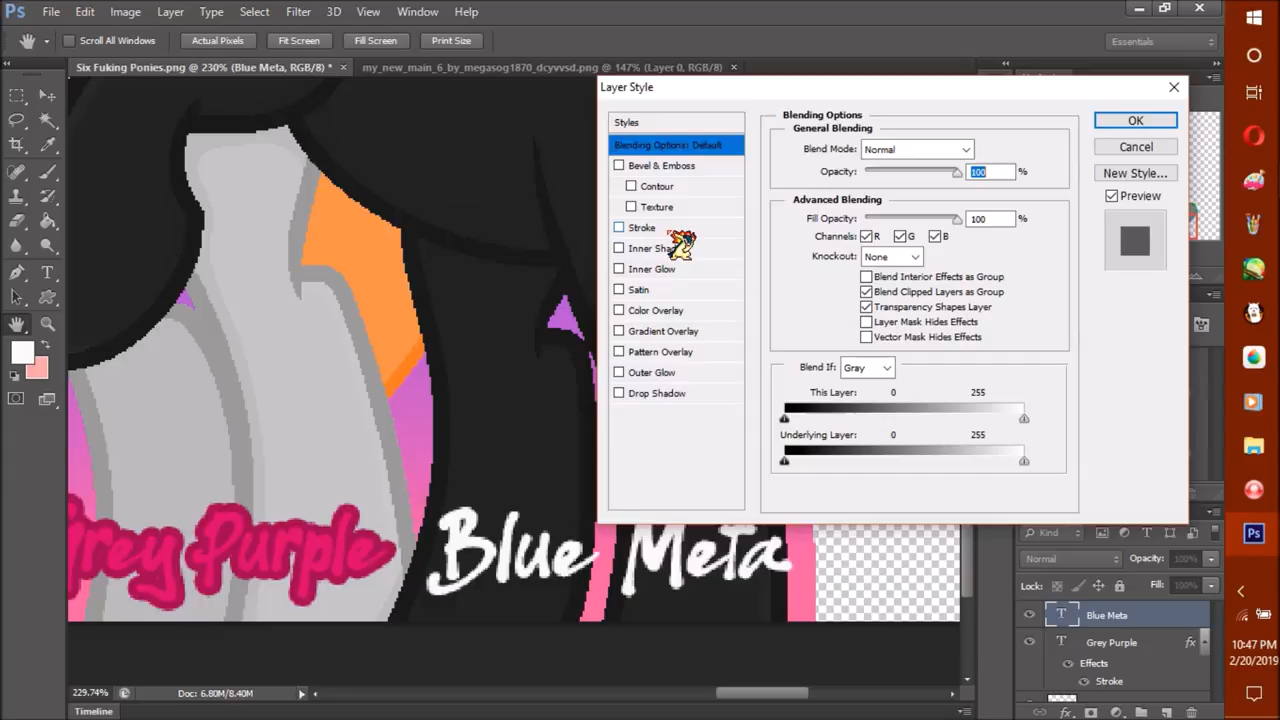 Ps File Edit Image Layer Type Select Filter 3D View Window Help
Scroll All Windows Actual Pixels Fit Screen Fill Screen Print Size Essentials
Six Fuking Ponies.png @ 230% (Blue Meta, RGB/8) * my_new_main_6_by_megasog1870_dcyvvsd.png @ 147% (Layer 0, RGB/8)
Layer Style
Styles
Blending Options: Default
Bevel & Emboss
Contour
Texture
Stroke
Inner Glow
Satin
Color Overlay
Gradient Overlay
Pattern Overlay
Outer Glow
Drop Shadow
Blending Options
General Blending
Blend Mode: Normal
Opacity: 100 %
Advanced Blending
Fill Opacity: 100 %
Channels: R G B
Knockout: None
Blend Interior Effects as Group
Blend Clipped Layers as Group
Transparency Shapes Layer
Layer Mask Hides Effects
Vector Mask Hides Effects
Blend If: Gray
This Layer: 0 255
Underlying Layer: 0 255
OK
Cancel
New Style...
Preview
Grey Purple
Blue Meta
Kind
Normal Opacity: 100%
Lock: Fill: 100%
T Blue Meta
T Grey Purple fx
Effects
Stroke
fx
229.74% Doc: 6.80M/8.40M
Timeline
Ps
10:47 PM
2/20/2019